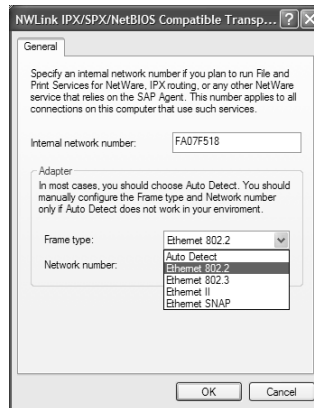 NWLink IPX/SPX/NetBIOS Compatible Transp...
General
Specify an internal network number if you plan to run File and
Print Services for NetWare, IPX routing, or any other NetWare
service that relies on the SAP Agent. This number applies to all
connections on this computer that use such services.
Internal network number:
FA07F518
Adapter
In most cases, you should choose Auto Detect. You should
manually configure the Frame type and Network number
only if Auto Detect does not work in your enviroment.
Frame type:
Ethernet 802.2
Auto Detect
Network number:
Ethernet 802.2
Ethernet 802.3
Ethernet II
Ethernet SNAP
OK
Cancel